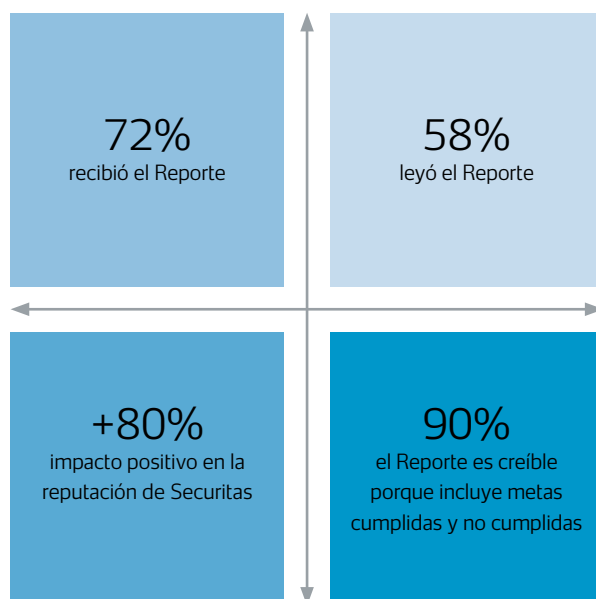 72%
recibió el Reporte
58%
leyó el Reporte
+80%
impacto positivo en la
reputación de Securitas
90%
el Reporte es creíble
porque incluye metas
cumplidas y no cumplidas